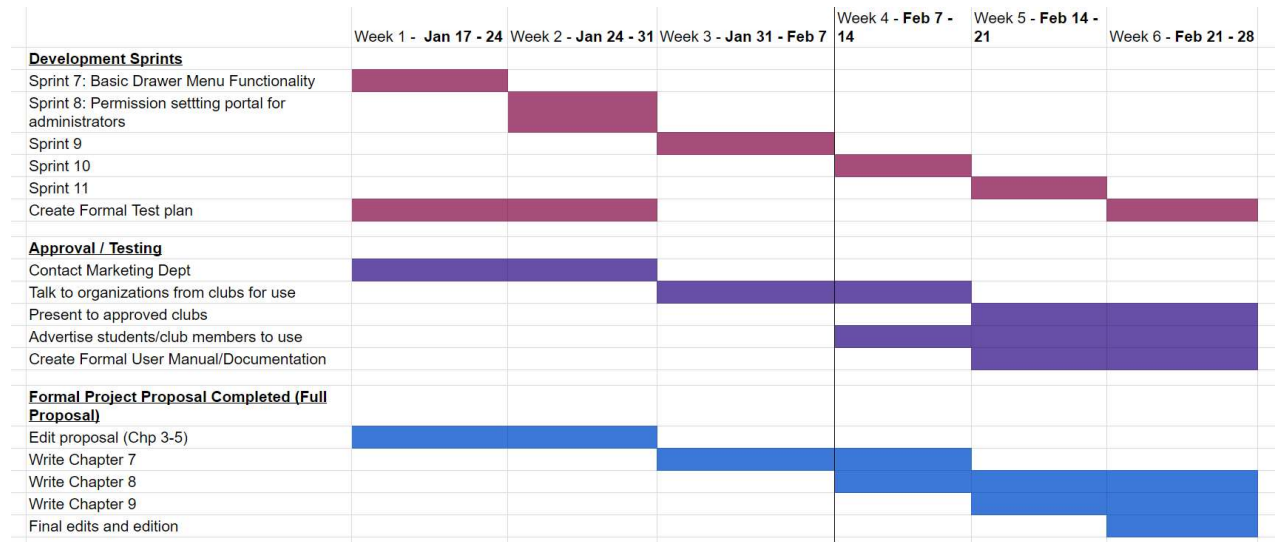 Week 1 - Jan 17 - 24 Week 2 - Jan 24 - 31 Week 3 - Jan 31 - Feb 7 Week 4 - Feb 7 - 14 Week 5 - Feb 14 - 21 Week 6 - Feb 21 - 28
Development Sprints
Sprint 7: Basic Drawer Menu Functionality
Sprint 8: Permission settting portal for
administrators
Sprint 9
Sprint 10
Sprint 11
Create Formal Test plan
Approval / Testing
Contact Marketing Dept
Talk to organizations from clubs for use
Present to approved clubs
Advertise students/club members to use
Create Formal User Manual/Documentation
Formal Project Proposal Completed (Full
Proposal)
Edit proposal (Chp 3-5)
Write Chapter 7
Write Chapter 8
Write Chapter 9
Final edits and edition